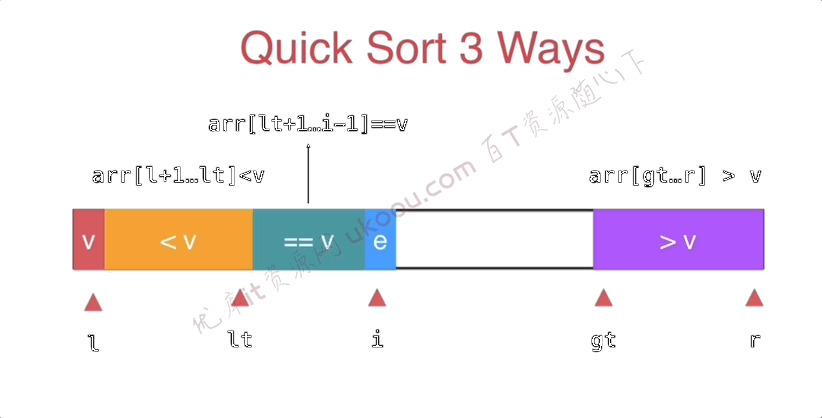 Quick Sort 3 Ways
arr[lt+1…i-1]==v
arr[l+1…lt]<v
arr[gt…r] > v
v
< v
== v
e
> v
l
lt
i
gt
r
优库it资源网 ukoou.com 百T资源随心下